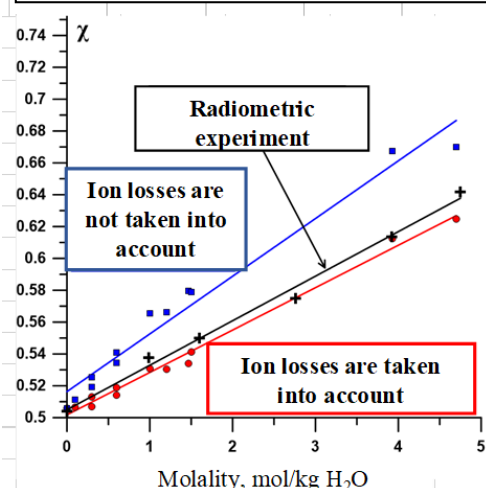 0.74
χ
0.72
0.7
0.68
0.66
0.64
0.62
0.6
0.58
0.56
0.54
0.52
0.5
Radiometric
experiment
Ion losses are
not taken into
account
Ion losses are taken
into account
0 1 2 3 4 5
Molality, mol/kg H₂O